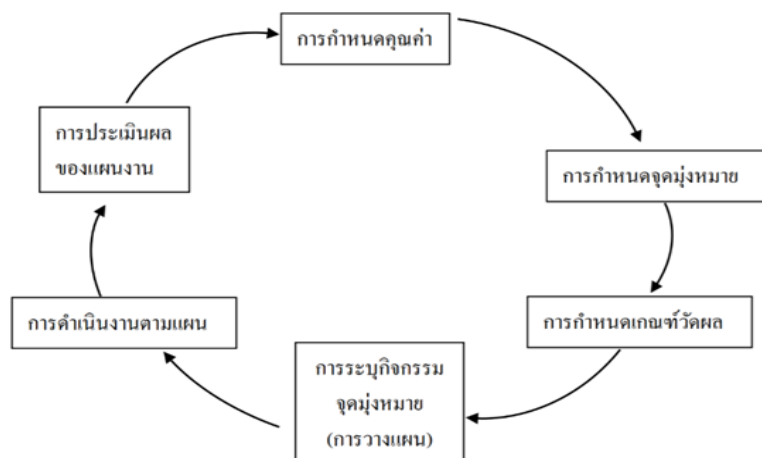 การกำหนดคุณค่า
การประเมินผล
ของแผนงาน
การกำหนดจุดมุ่งหมาย
การดำเนินงานตามแผน
การกำหนดเกณฑ์วัดผล
การระบุกิจกรรม
จุดมุ่งหมาย
(การวางแผน)